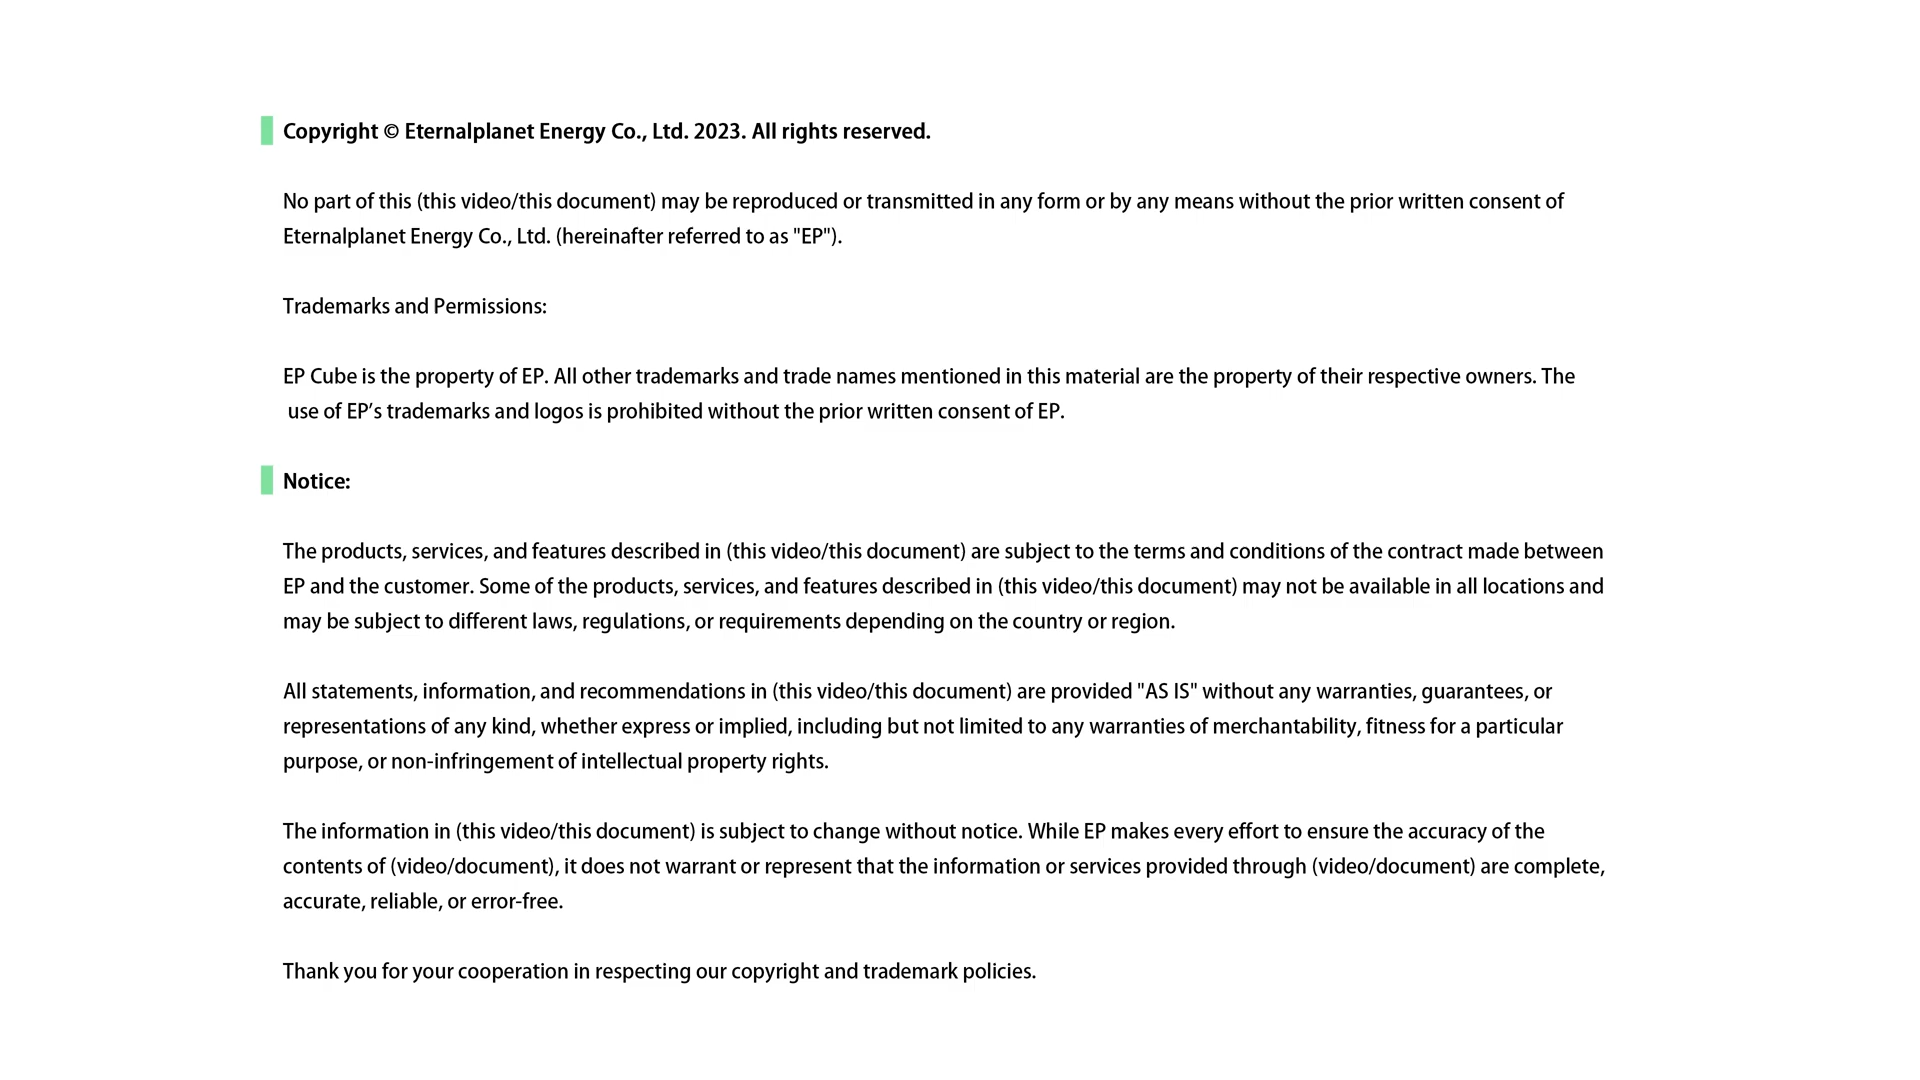 Copyright © Eternalplanet Energy Co., Ltd. 2023. All rights reserved.
No part of this (this video/this document) may be reproduced or transmitted in any form or by any means without the prior written consent of
Eternalplanet Energy Co., Ltd. (hereinafter referred to as "EP").
Trademarks and Permissions:
EP Cube is the property of EP. All other trademarks and trade names mentioned in this material are the property of their respective owners. The
use of EP’s trademarks and logos is prohibited without the prior written consent of EP.
Notice:
The products, services, and features described in (this video/this document) are subject to the terms and conditions of the contract made between
EP and the customer. Some of the products, services, and features described in (this video/this document) may not be available in all locations and
may be subject to different laws, regulations, or requirements depending on the country or region.
All statements, information, and recommendations in (this video/this document) are provided "AS IS" without any warranties, guarantees, or
representations of any kind, whether express or implied, including but not limited to any warranties of merchantability, fitness for a particular
purpose, or non-infringement of intellectual property rights.
The information in (this video/this document) is subject to change without notice. While EP makes every effort to ensure the accuracy of the
contents of (video/document), it does not warrant or represent that the information or services provided through (video/document) are complete,
accurate, reliable, or error-free.
Thank you for your cooperation in respecting our copyright and trademark policies.